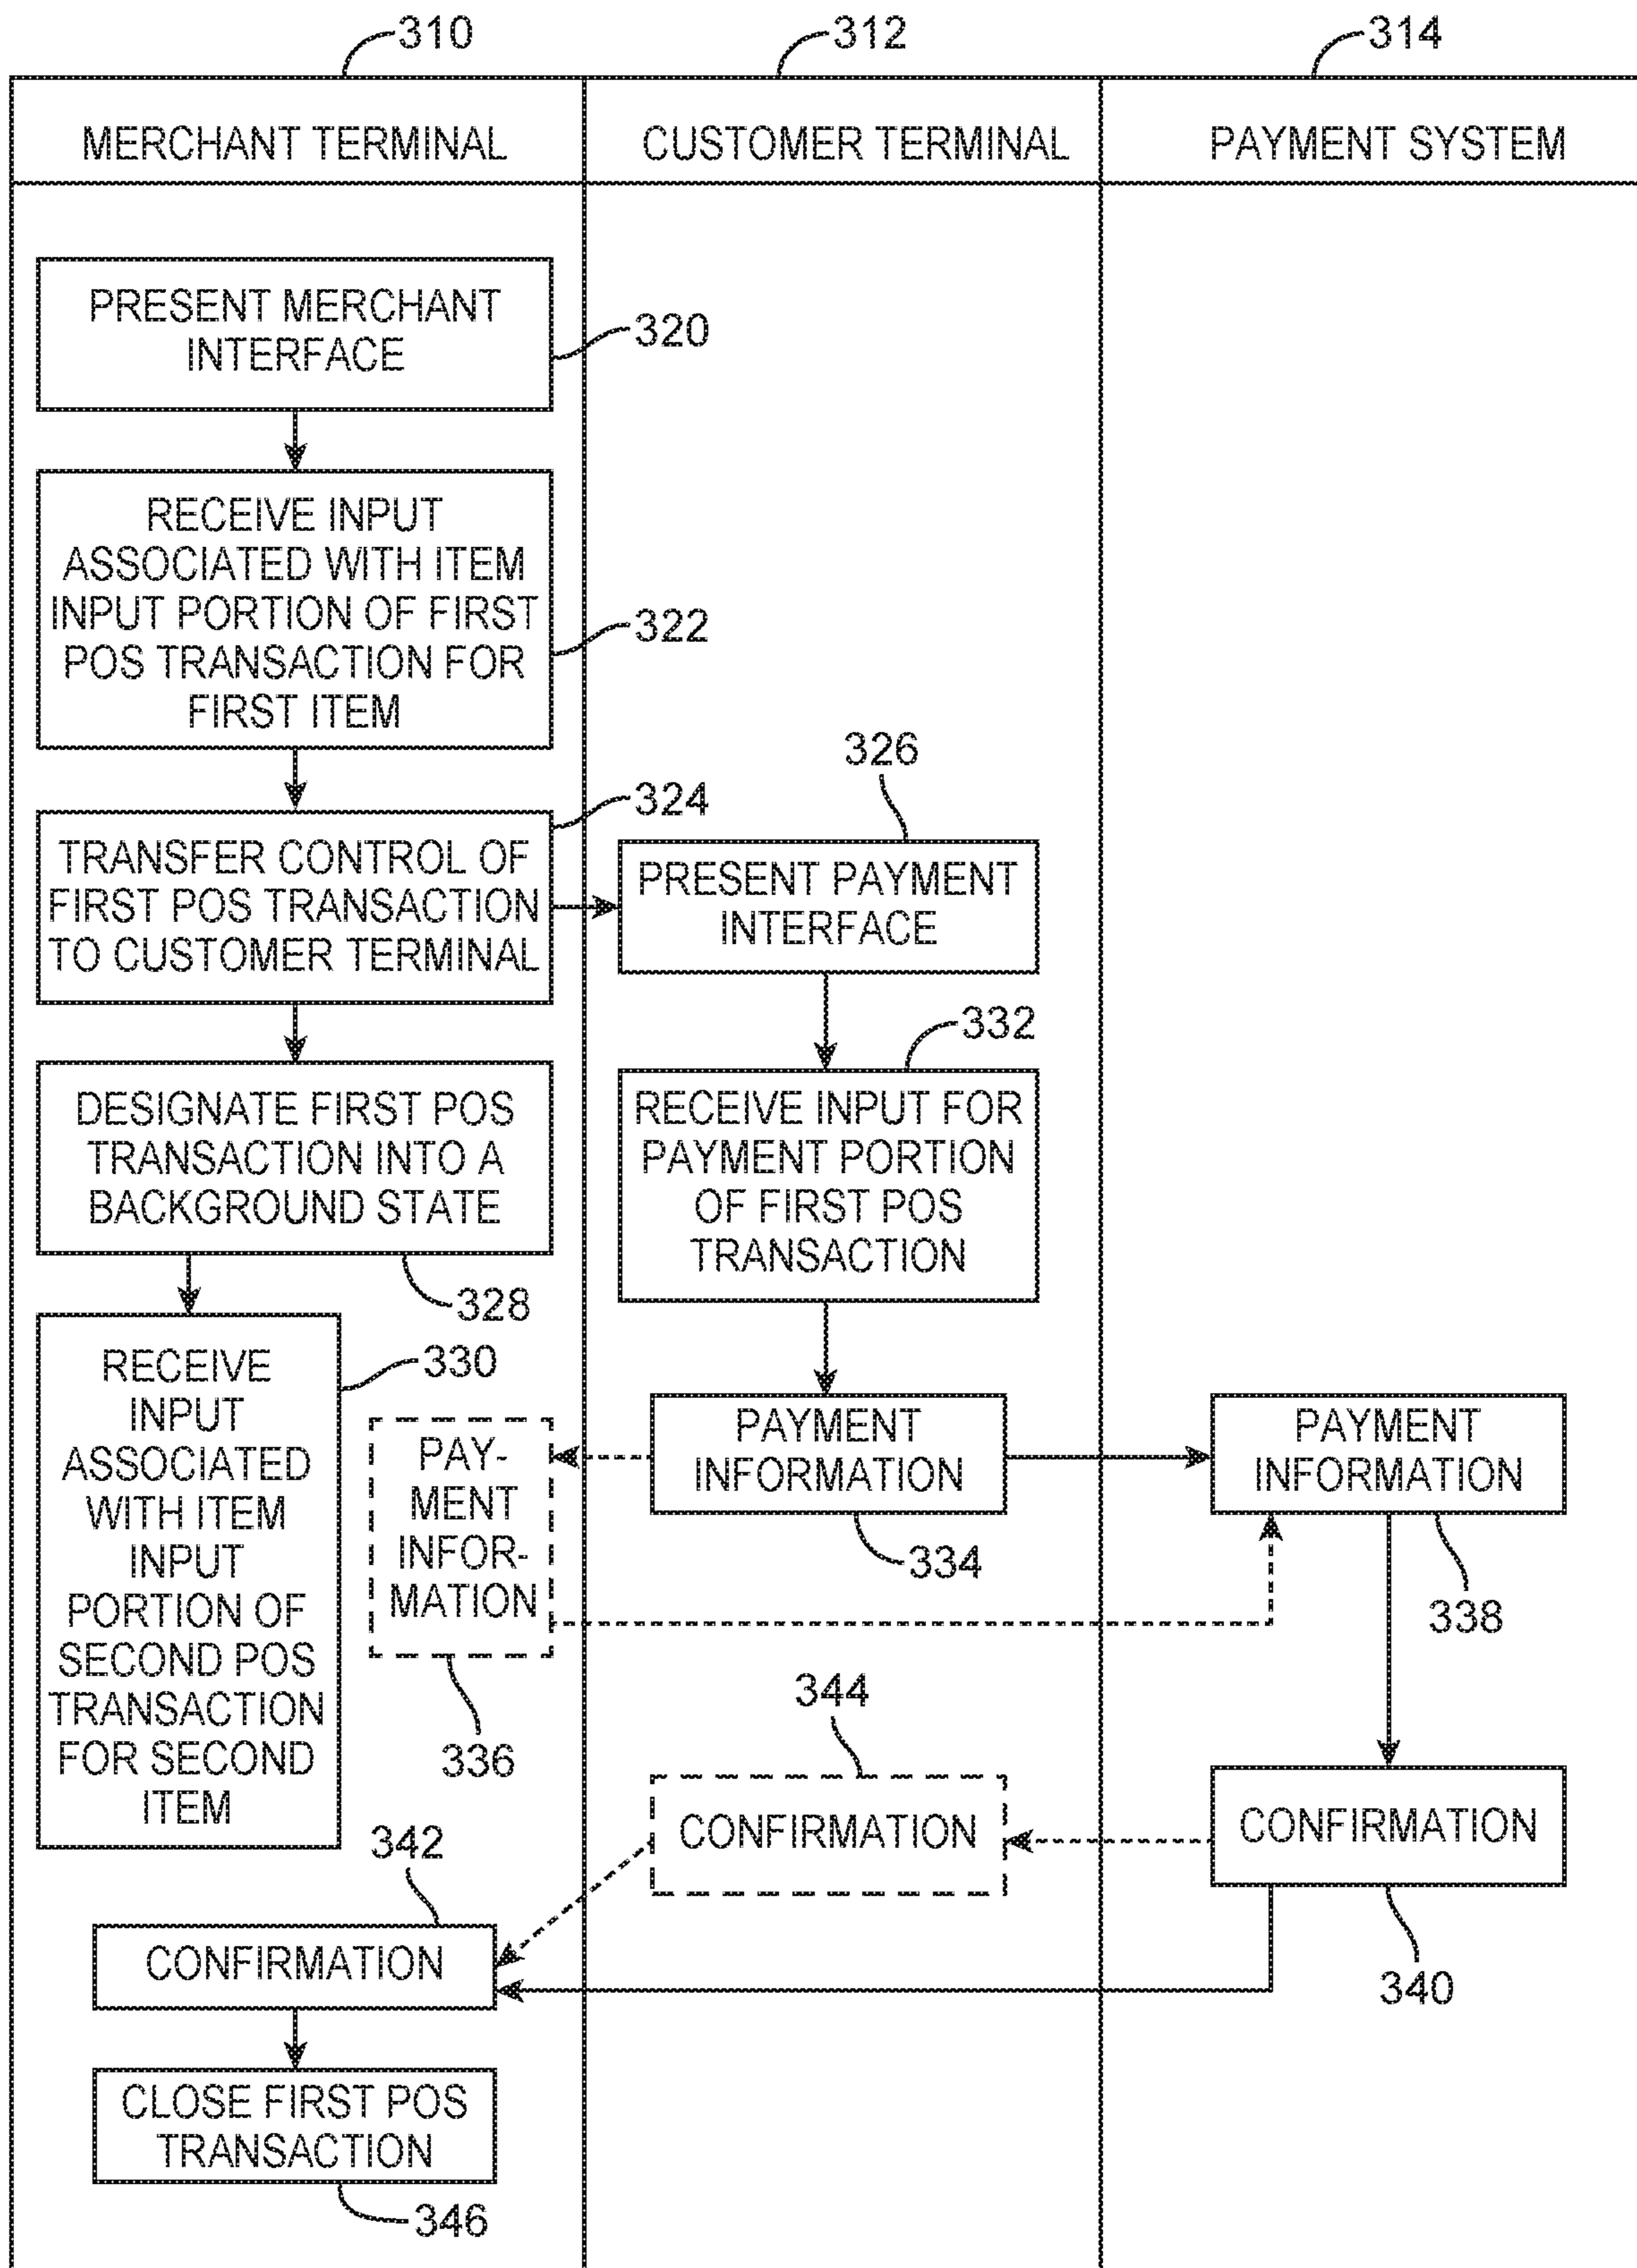 310
312
314
MERCHANT TERMINAL
CUSTOMER TERMINAL
PAYMENT SYSTEM
PRESENT MERCHANT
INTERFACE
320
RECEIVE INPUT
ASSOCIATED WITH ITEM
INPUT PORTION OF FIRST
POS TRANSACTION FOR
FIRST ITEM
322
TRANSFER CONTROL OF
FIRST POS TRANSACTION
TO CUSTOMER TERMINAL
324
326
PRESENT PAYMENT
INTERFACE
DESIGNATE FIRST POS
TRANSACTION INTO A
BACKGROUND STATE
328
332
RECEIVE INPUT FOR
PAYMENT PORTION
OF FIRST POS
TRANSACTION
RECEIVE
INPUT
ASSOCIATED
WITH ITEM
INPUT
PORTION OF
SECOND POS
TRANSACTION
FOR SECOND
ITEM
330
PAY-
MENT
INFOR-
MATION
336
PAYMENT
INFORMATION
334
PAYMENT
INFORMATION
338
344
CONFIRMATION
CONFIRMATION
340
342
CONFIRMATION
CLOSE FIRST POS
TRANSACTION
346